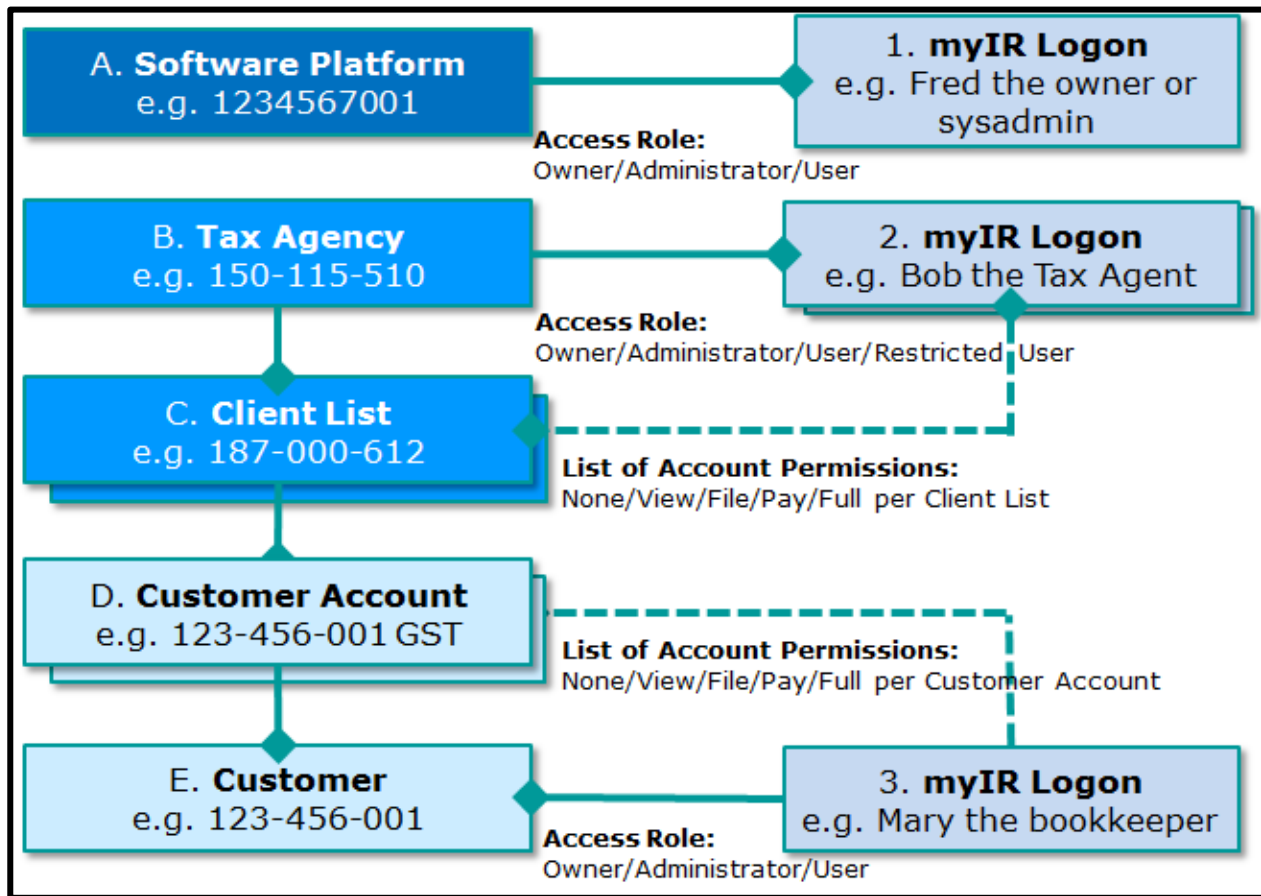 A. Software Platform
e.g. 1234567001
1. myIR Logon
e.g. Fred the owner or
sysadmin
Access Role:
Owner/Administrator/User
B. Tax Agency
e.g. 150-115-510
2. myIR Logon
e.g. Bob the Tax Agent
Access Role:
Owner/Administrator/User/Restricted User
C. Client List
e.g. 187-000-612
List of Account Permissions:
None/View/File/Pay/Full per Client List
D. Customer Account
e.g. 123-456-001 GST
List of Account Permissions:
None/View/File/Pay/Full per Customer Account
E. Customer
e.g. 123-456-001
3. myIR Logon
e.g. Mary the bookkeeper
Access Role:
Owner/Administrator/User